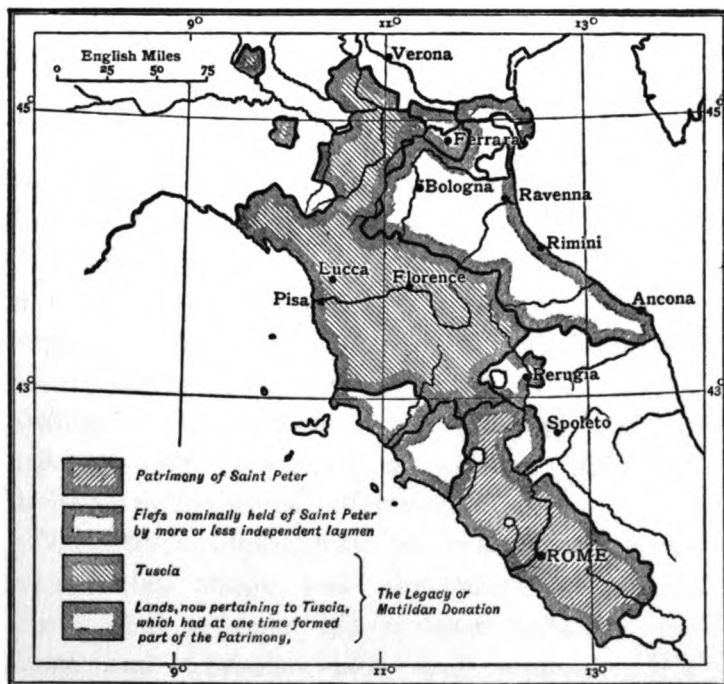 9° 11° 13°
English Miles
0 25 50 75
Verona
45° 45°
Ferrara
Bologna
Ravenna
Rimini
Lucca
Florence
Pisa
Ancona
43° 43°
Perugia
Spoleto
Patrimony of Saint Peter
Fiefs nominally held of Saint Peter
by more or less independent laymen
ROME
Tuscia
The Legacy or
Matildan Donation
Lands, now pertaining to Tuscia,
which had at one time formed
part of the Patrimony,
9° 11° 13°